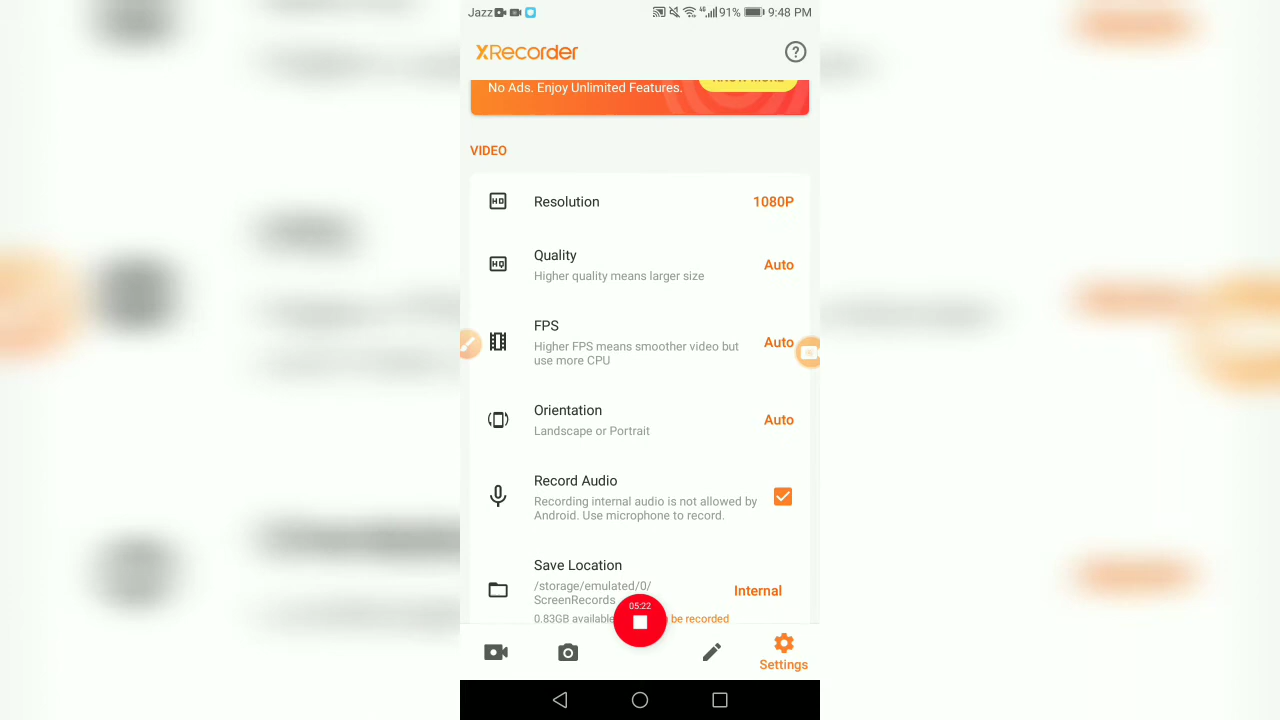 Jazz 4G 91% 9:48 PM
XRecorder
No Ads. Enjoy Unlimited Features.
VIDEO
Resolution 1080P
Quality Auto
Higher quality means larger size
FPS
Higher FPS means smoother video but Auto
use more CPU
Orientation Auto
Landscape or Portrait
Record Audio
Recording internal audio is not allowed by
Android. Use microphone to record.
Save Location
/storage/emulated/0/ Internal
ScreenRecords
05:22
0.83GB available be recorded
Settings